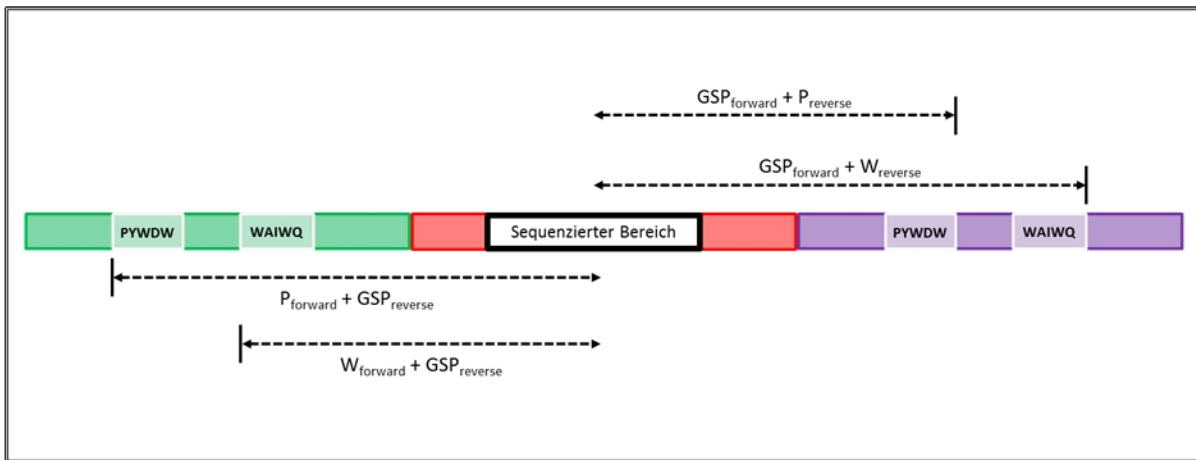 GSPforward + Preverse
GSPforward + Wreverse
PYWDW WAIWQ Sequenzierter Bereich PYWDW WAIWQ
Pforward + GSPreverse
Wforward + GSPreverse